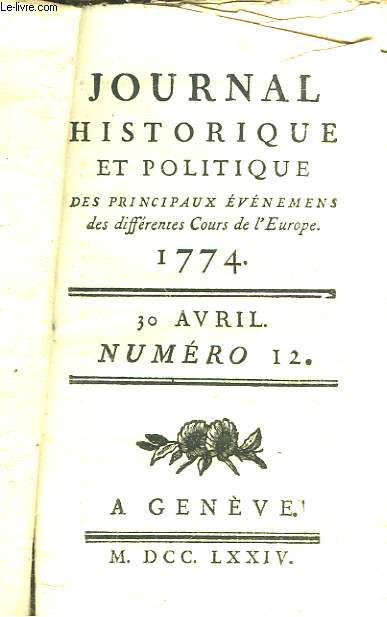 Le-livre.com
JOURNAL
HISTORIQUE
ET POLITIQUE
DES PRINCIPAUX ÉVÉNEMENS
des différentes Cours de l'Europe.
1774.
30 AVRIL.
NUMÉRO 12.
A GENÈVE.
M. DCC. LXXIV.